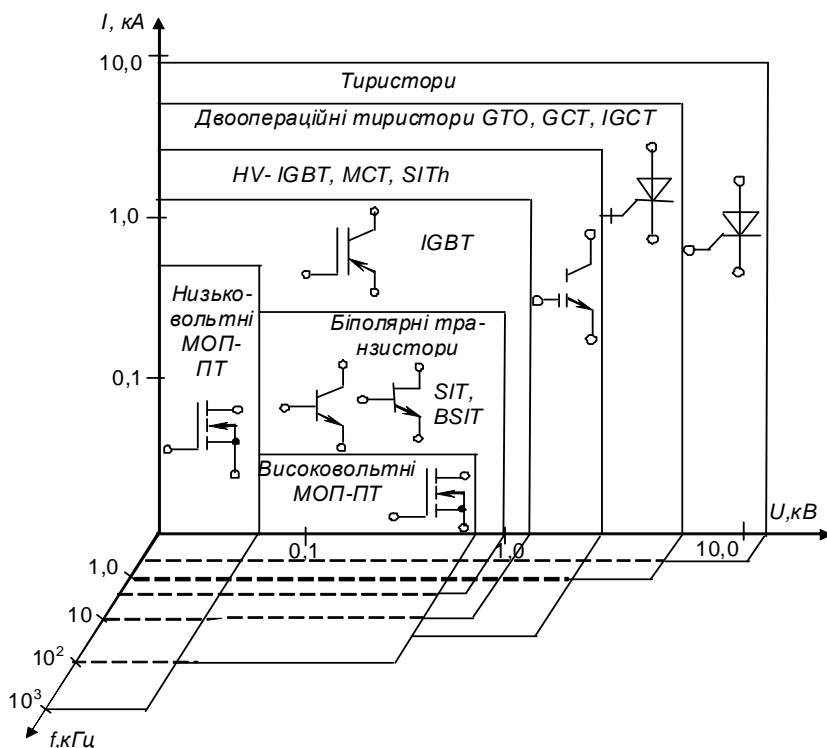 I, кА
10,0
Тиристори
Двоопераційні тиристори GTO, GCT, IGCT
HV- IGBT, MCT, SITh
1,0
IGBT
Низько-
вольтні
МОП-
ПТ
Біполярні тра-
нзистори
0,1
SIT,
BSIT
Високовольтні
МОП-ПТ
U,кВ
0,1
1,0
10,0
1,0
10
10²
10³
f,кГц